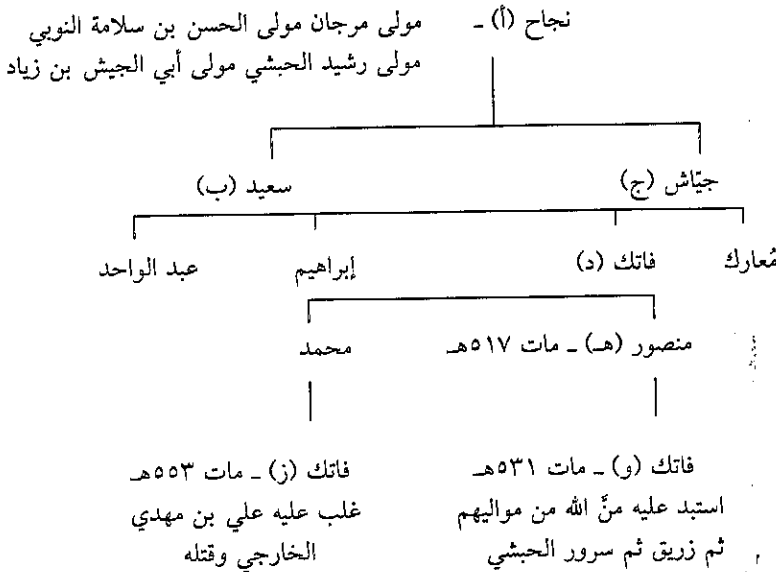 نجاح (أ) ـ مولى مرجان مولى الحسن بن سلامة النوبي
مولى رشيد الحبشي مولى أبي الجيش بن زياد
جيّاش (ج) سعيد (ب)
مُعارك فاتك (د) إبراهيم عبد الواحد
منصور (هـ) ـ مات ٥١٧هـ محمد
فاتك (و) ـ مات ٥٣١هـ فاتك (ز) ـ مات ٥٥٣هـ
استبد عليه منَّ الله من مواليهم غلب عليه علي بن مهدي
ثم زريق ثم سرور الحبشي الخارجي وقتله